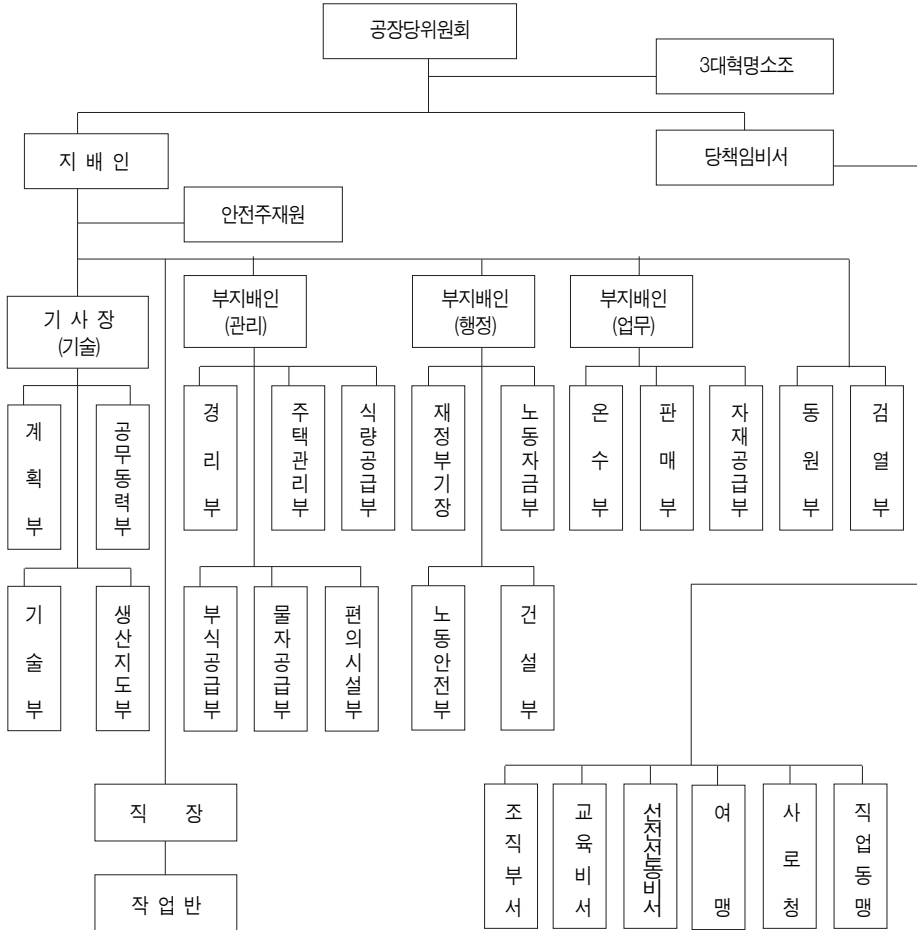 공장당위원회
3대혁명소조
지 배 인
당책임비서
안전주재원
기 사 장
(기술)
부지배인
(관리)
부지배인
(행정)
부지배인
(업무)
계획부
공무동력부
경리부
주택관리부
식량공급부
재정부기장
노동자금부
온수부
판매부
자재공급부
동원부
검열부
기술부
생산지도부
부식공급부
물자공급부
편의시설부
노동안전부
건설부
직 장
작 업 반
조직부서
교육비서
선전선동비서
여맹
사로청
직업동맹